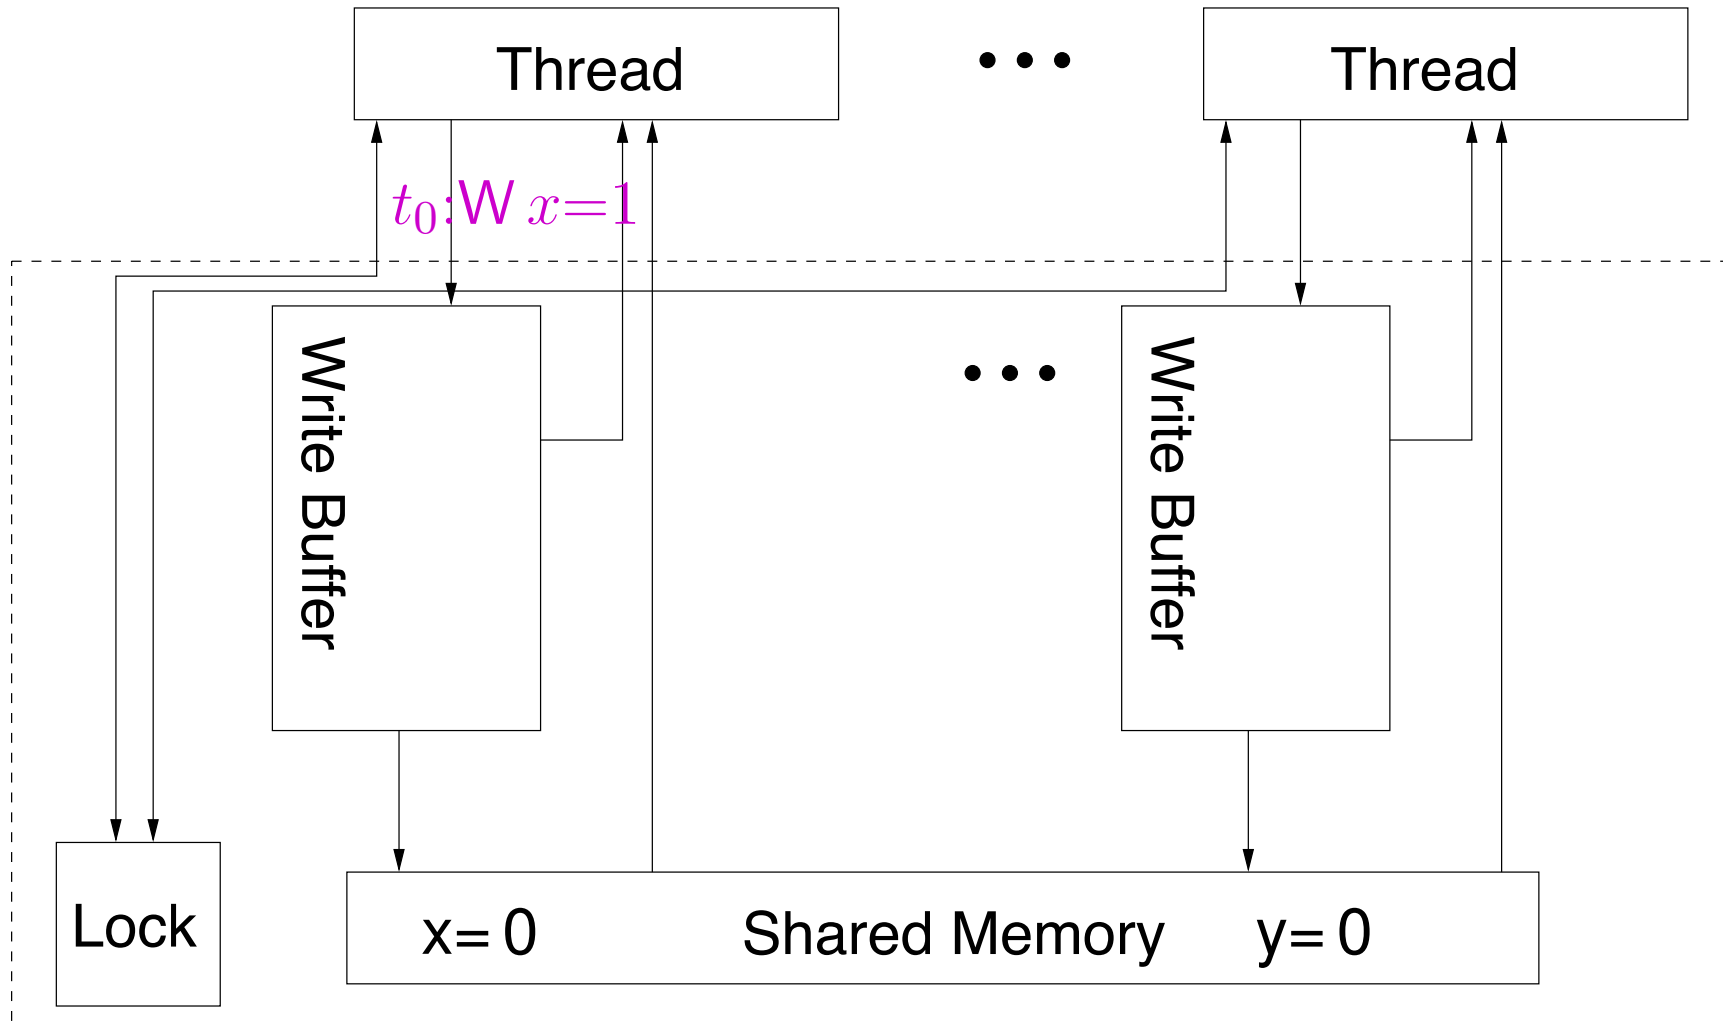 Thread
Thread
t₀:W x=1
Write Buffer
Write Buffer
Lock
x= 0
Shared Memory
y= 0